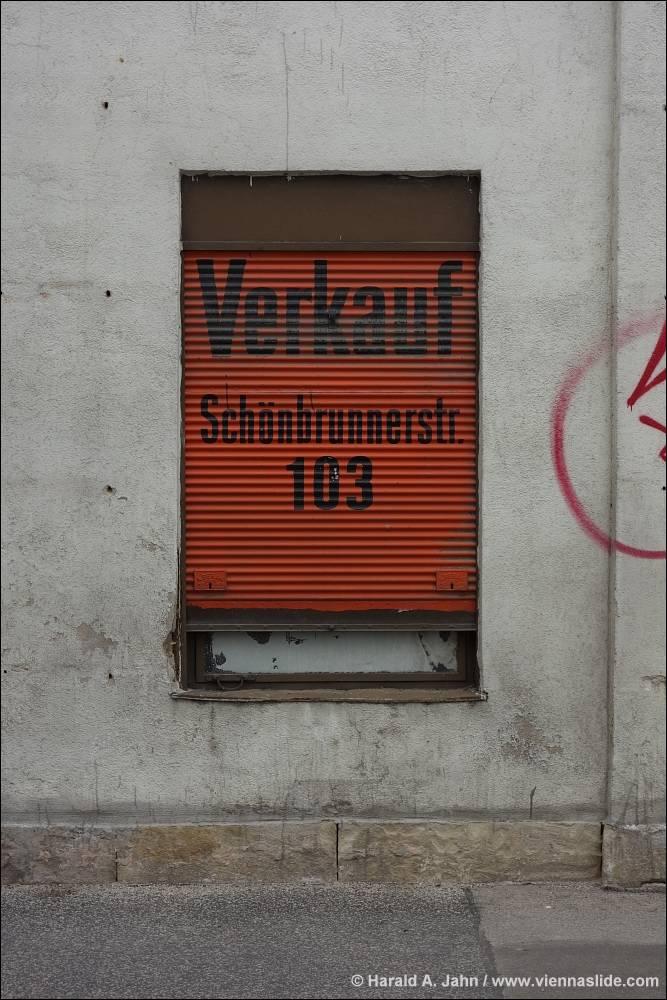 Verkauf
Schönbrunnerstr.
103
© Harald A. Jahn / www.viennaslide.com